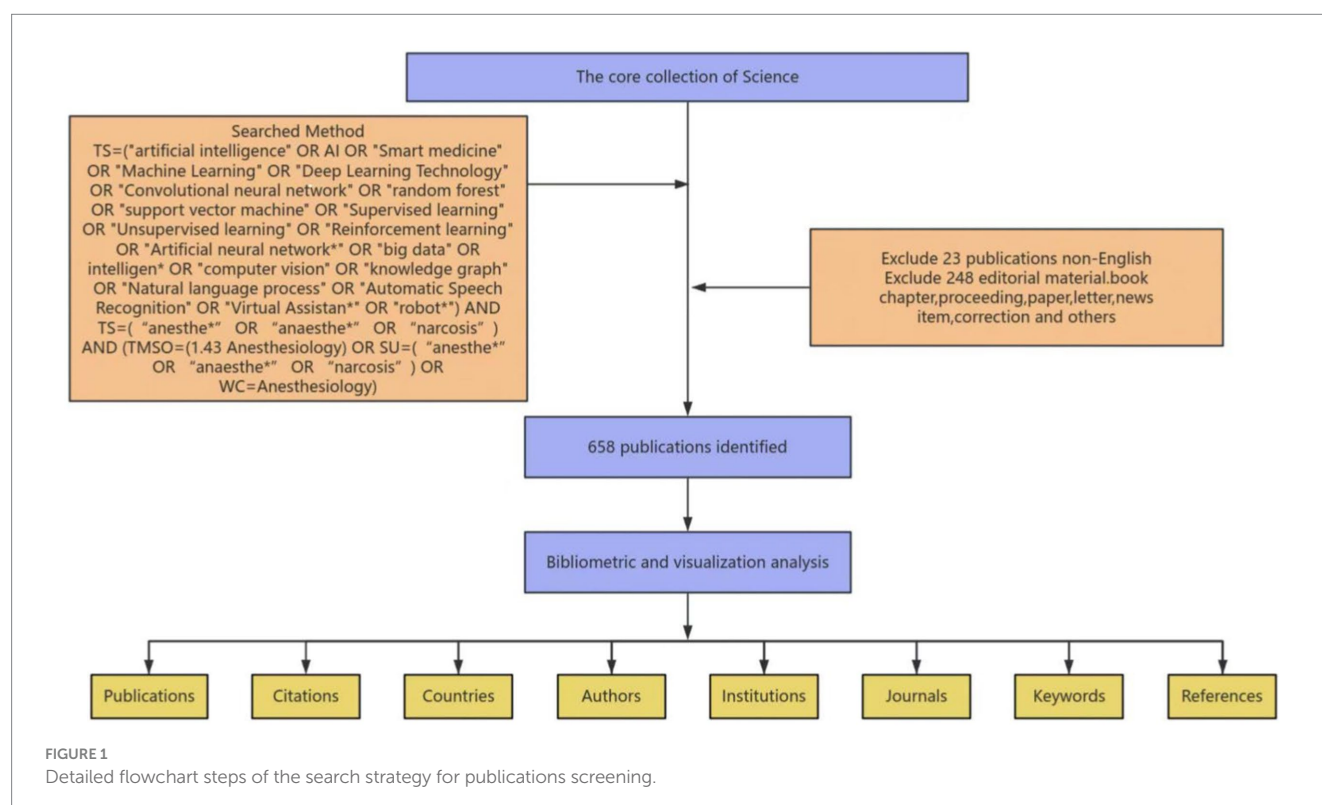 The core collection of Science
Searched Method
TS=("artificial intelligence" OR AI OR "Smart medicine"
OR "Machine Learning" OR "Deep Learning Technology"
OR "Convolutional neural network" OR "random forest"
OR "support vector machine" OR "Supervised learning"
OR "Unsupervised learning" OR "Reinforcement learning"
OR "Artificial neural network*" OR "big data" OR
intelligen* OR "computer vision" OR "knowledge graph"
OR "Natural language process" OR "Automatic Speech
Recognition" OR "Virtual Assistan*" OR "robot*") AND
TS=( “anesthe*” OR “anaesthe*” OR “narcosis” )
AND (TMSO=(1.43 Anesthesiology) OR SU=( “anesthe*”
OR “anaesthe*” OR “narcosis” ) OR
WC=Anesthesiology)
Exclude 23 publications non-English
Exclude 248 editorial material.book
chapter,proceeding,paper,letter,news
item,correction and others
658 publications identified
Bibliometric and visualization analysis
Publications
Citations
Countries
Authors
Institutions
Journals
Keywords
References
FIGURE 1
Detailed flowchart steps of the search strategy for publications screening.